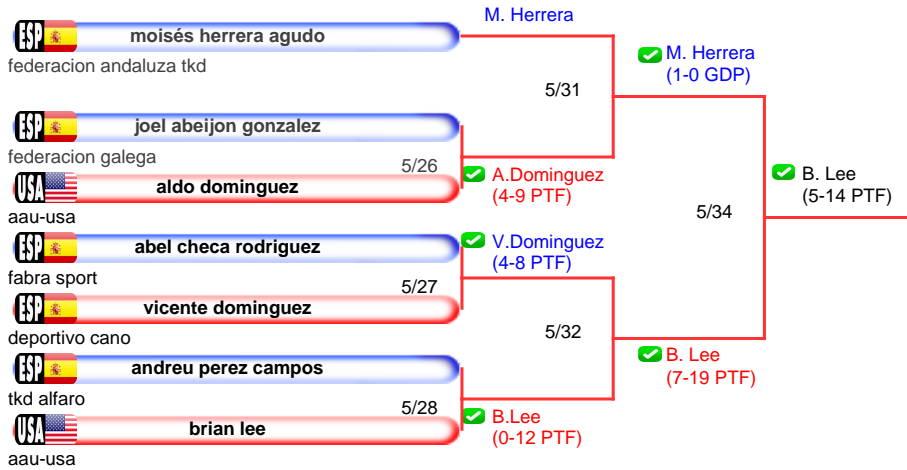 M. Herrera
ESP moisés herrera agudo
federacion andaluza tkd
M. Herrera
(1-0 GDP)
5/31
ESP joel abeijon gonzalez
federacion galega
5/26
A.Dominguez
(4-9 PTF)
USA aldo dominguez
aau-usa
B. Lee
(5-14 PTF)
5/34
ESP abel checa rodriguez
fabra sport
V.Dominguez
(4-8 PTF)
5/27
ESP vicente dominguez
deportivo cano
5/32
B. Lee
(7-19 PTF)
ESP andreu perez campos
tkd alfaro
5/28
B.Lee
(0-12 PTF)
USA brian lee
aau-usa